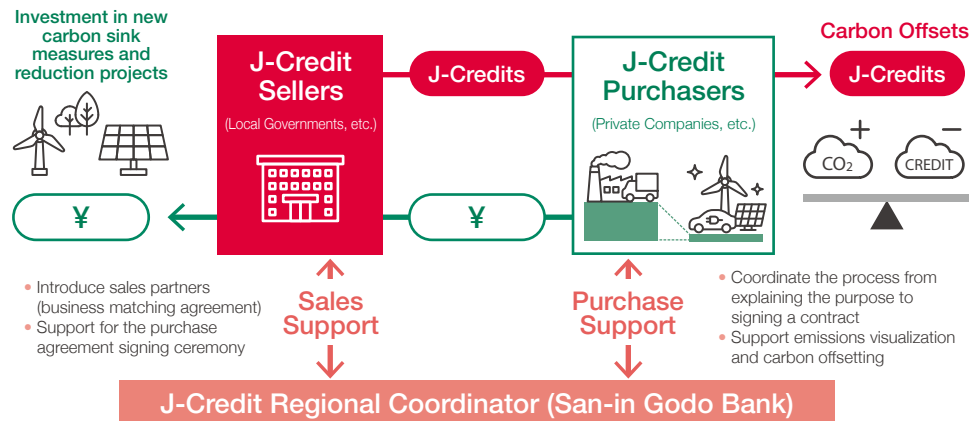 Investment in new
carbon sink
measures and
reduction projects
¥
J-Credit
Sellers
(Local Governments, etc.)
J-Credits
¥
J-Credit
Purchasers
(Private Companies, etc.)
Carbon Offsets
J-Credits
+
−
CO₂
CREDIT
• Introduce sales partners
(business matching agreement)
• Support for the purchase
agreement signing ceremony
Sales
Support
Purchase
Support
• Coordinate the process from
explaining the purpose to
signing a contract
• Support emissions visualization
and carbon offsetting
J-Credit Regional Coordinator (San-in Godo Bank)